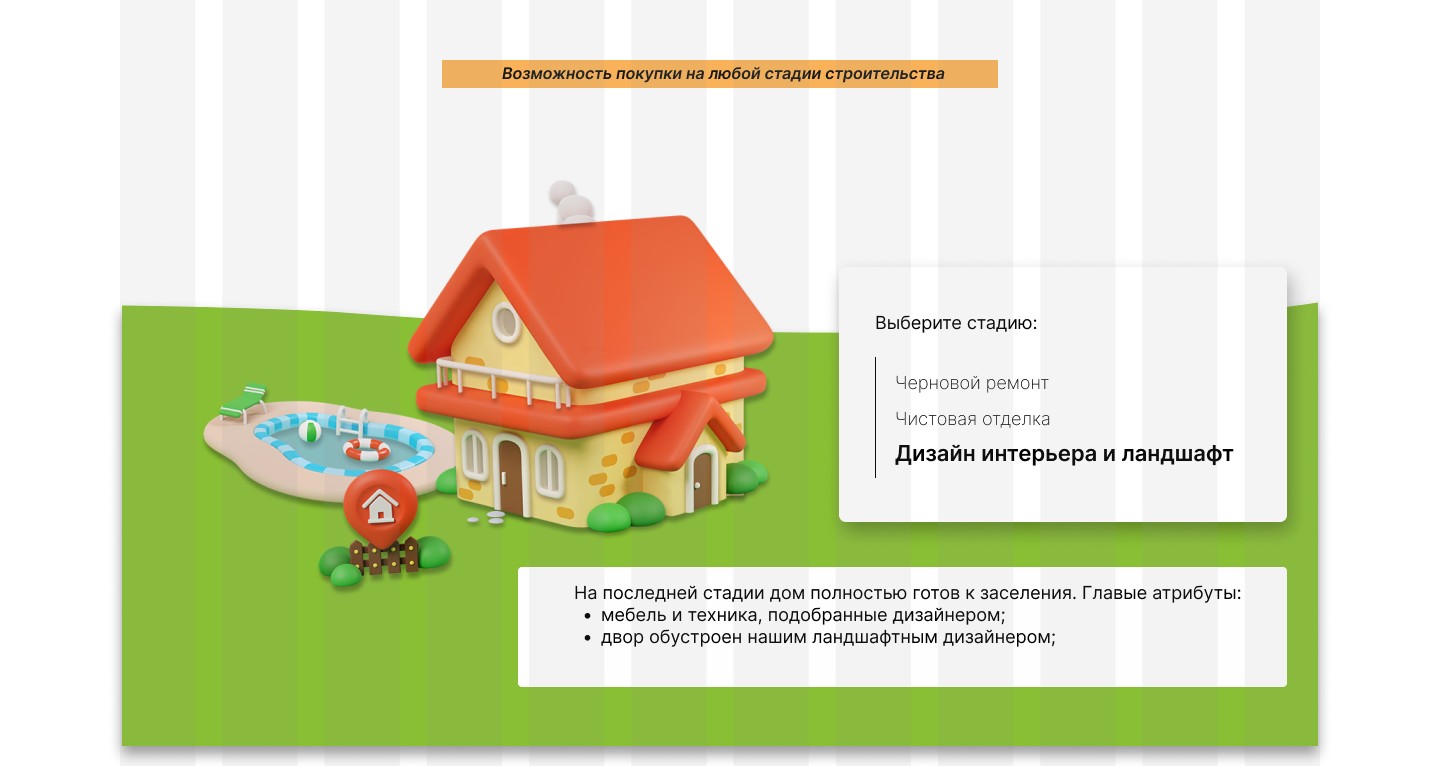 Возможность покупки на любой стадии строительства
Выберите стадию:
Черновой ремонт
Чистовая отделка
Дизайн интерьера и ландшафт
На последней стадии дом полностью готов к заселения. Главые атрибуты:
• мебель и техника, подобранные дизайнером;
• двор обустроен нашим ландшафтным дизайнером;